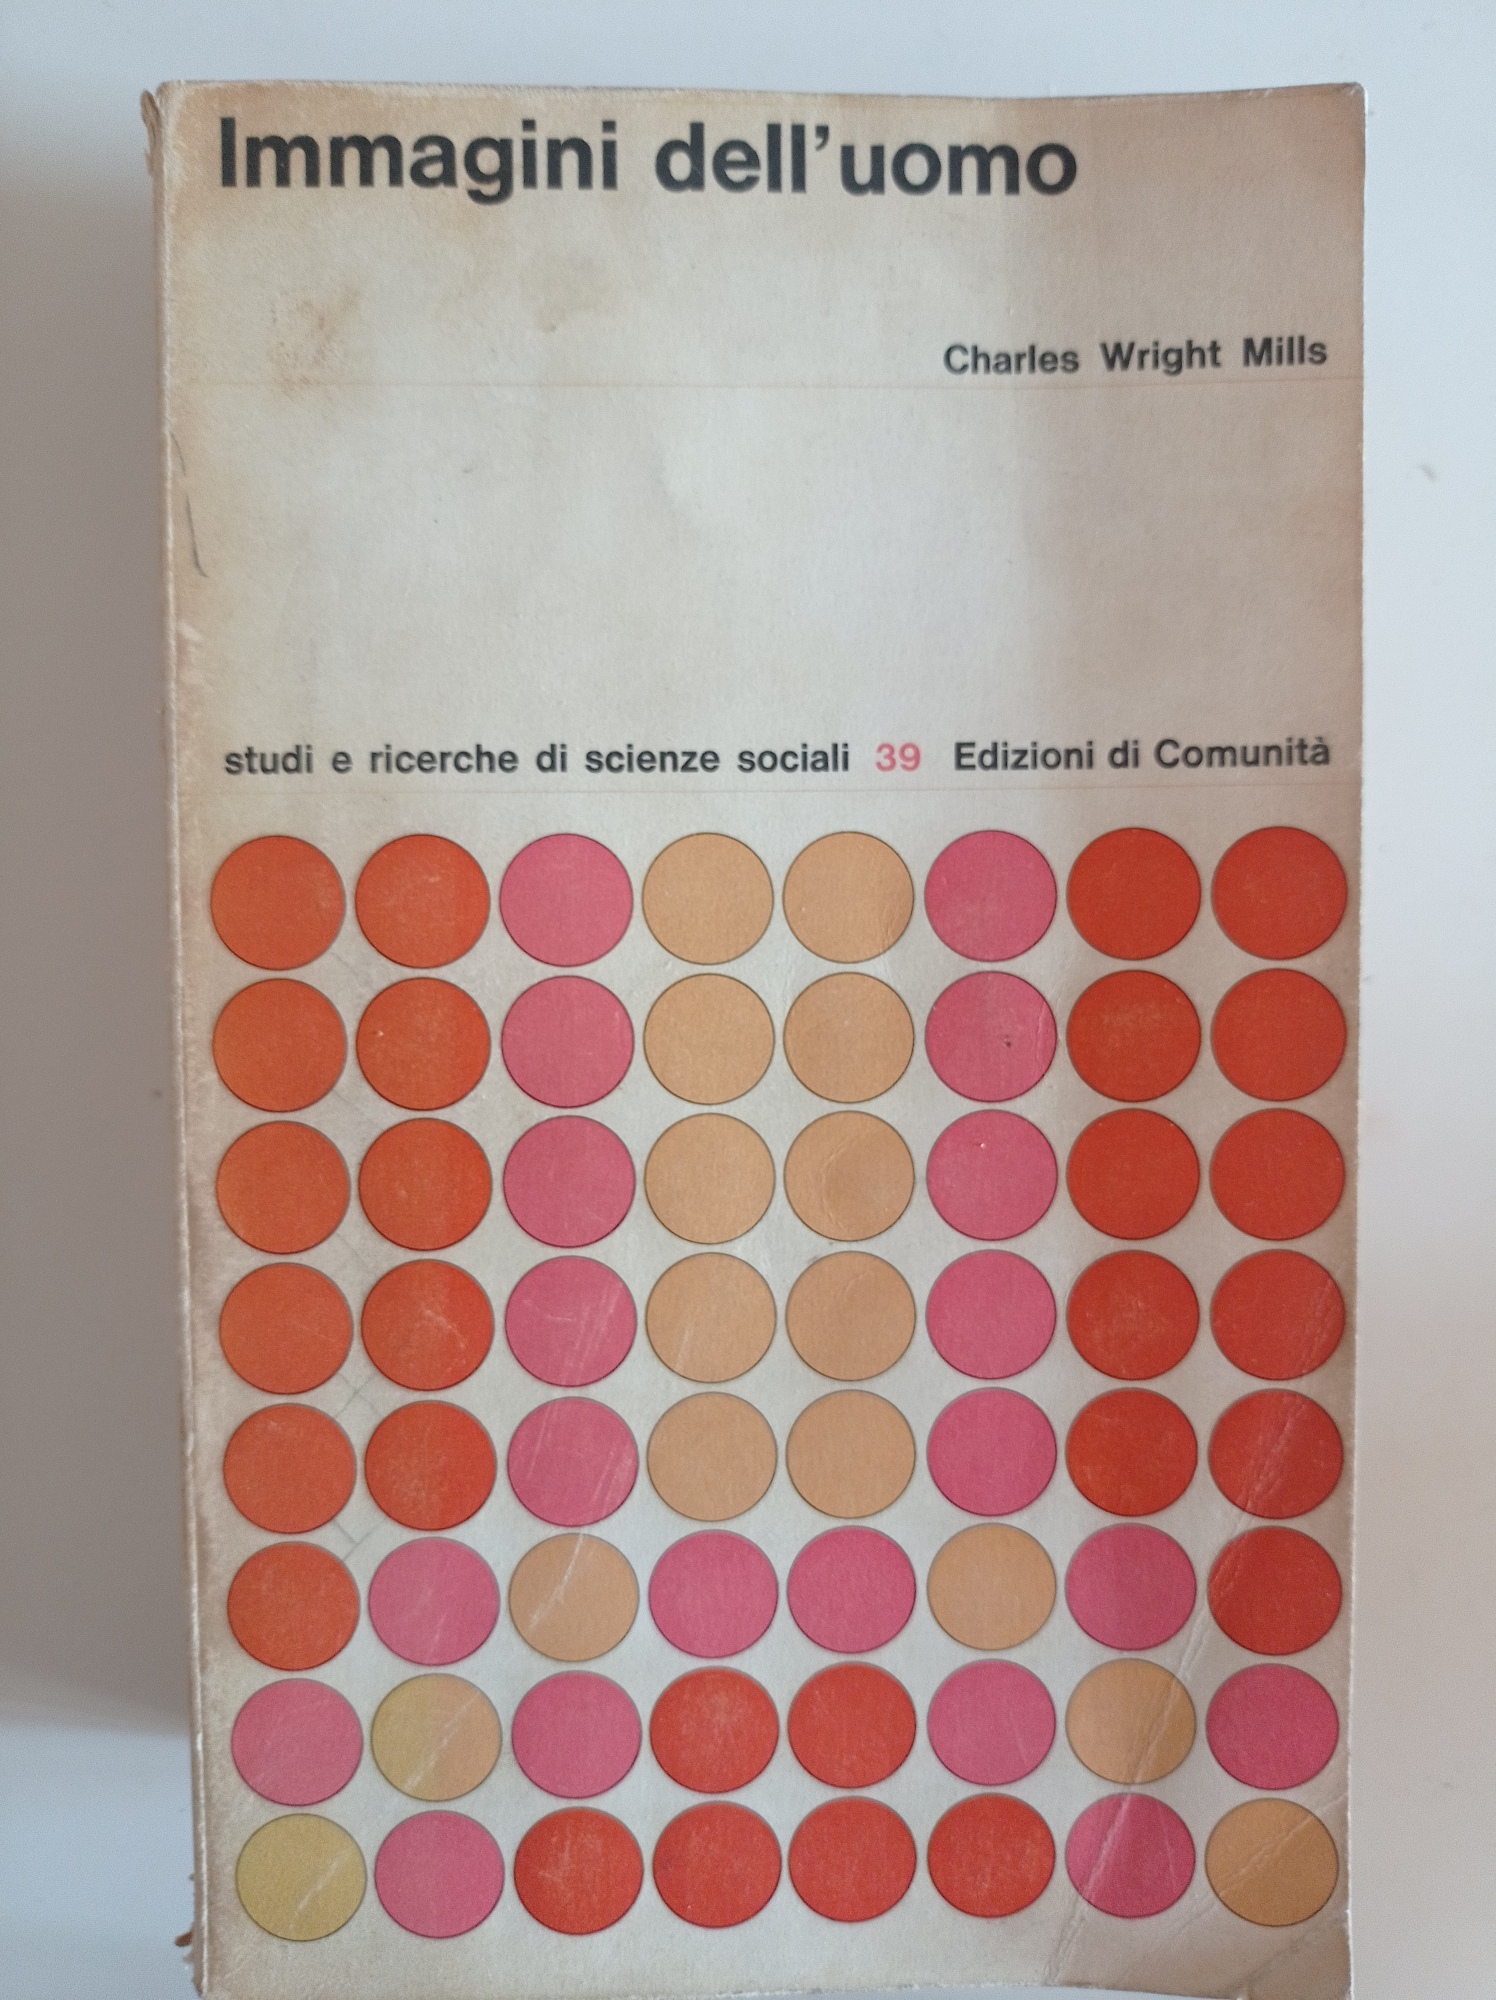 Immagini dell'uomo
Charles Wright Mills
studi e ricerche di scienze sociali 39 Edizioni di Comunità